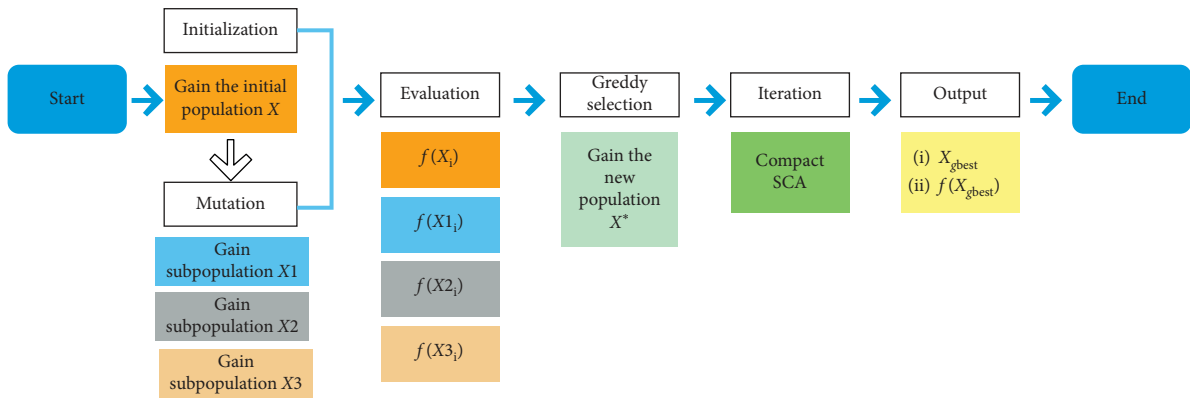 Start
Initialization
Gain the initial
population X
Mutation
Gain
subpopulation X1
Gain
subpopulation X2
Gain
subpopulation X3
Evaluation
f(Xi)
f(X1i)
f(X2i)
f(X3i)
Greddy
selection
Gain the
new
population
X*
Iteration
Compact
SCA
Output
(i) Xgbest
(ii) f(Xgbest)
End